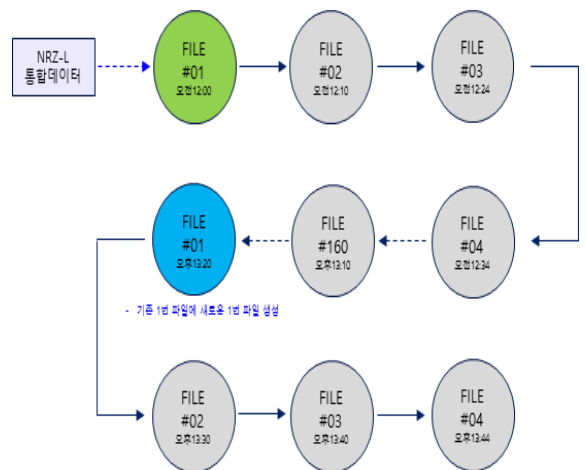 NRZ-L
통합데이터
FILE
#01
오전12:00
FILE
#02
오전12:10
FILE
#03
오전12:24
FILE
#01
오후13:20
FILE
#160
오후13:10
FILE
#04
오전12:34
- 기존 1번 파일에 새로운 1번 파일 생성
FILE
#02
오후13:30
FILE
#03
오후13:40
FILE
#04
오후13:44